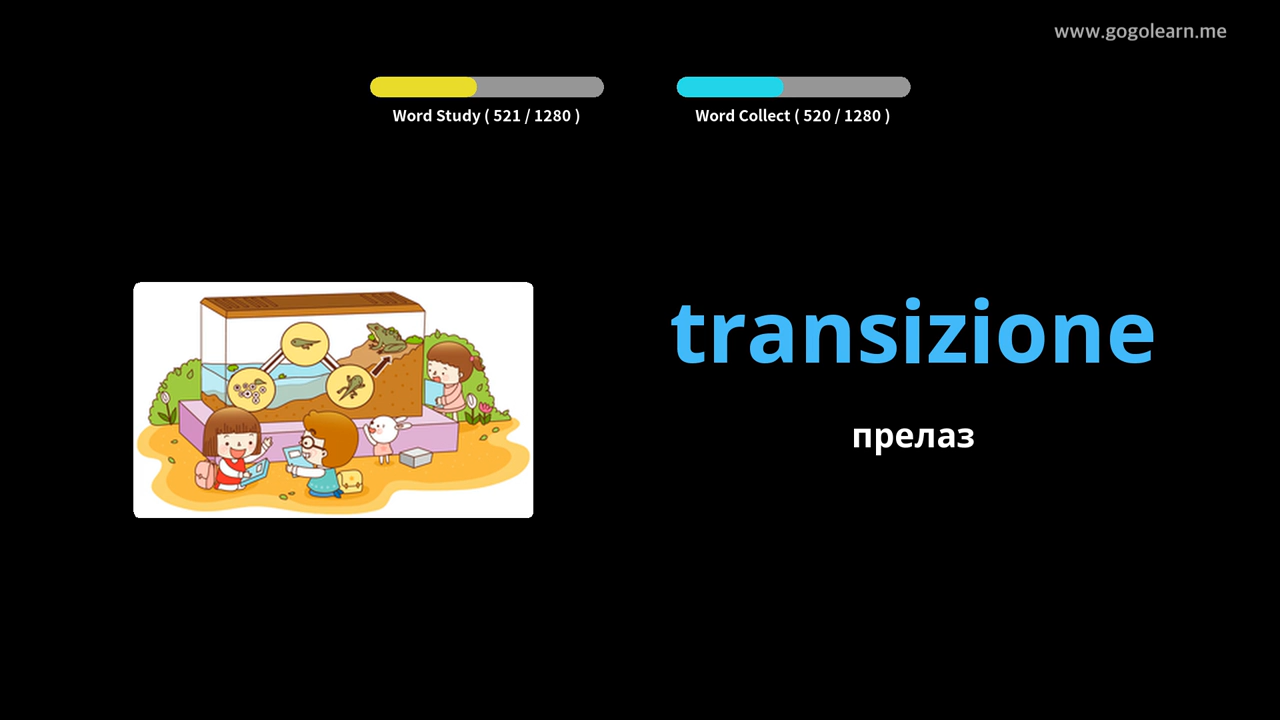 www.gogolearn.me
Word Study ( 521 / 1280 )
Word Collect ( 520 / 1280 )
transizione
прелаз